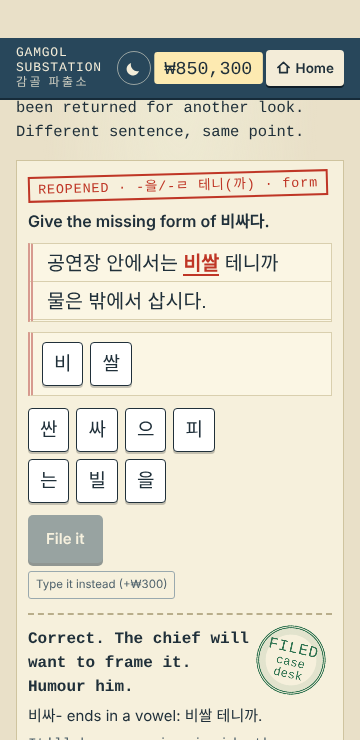 GAMGOL
SUBSTATION
감골 파출소
₩850,300
Home
been returned for another look.
Different sentence, same point.
REOPENED · -을/-ㄹ 테니(까) · form
Give the missing form of 비싸다.
공연장 안에서는 비쌀 테니까
물은 밖에서 삽시다.
비 쌀
싼 싸 으 피
는 빌 을
File it
Type it instead (+₩300)
Correct. The chief will
want to frame it.
Humour him.
FILED
case
desk
비싸- ends in a vowel: 비쌀 테니까.